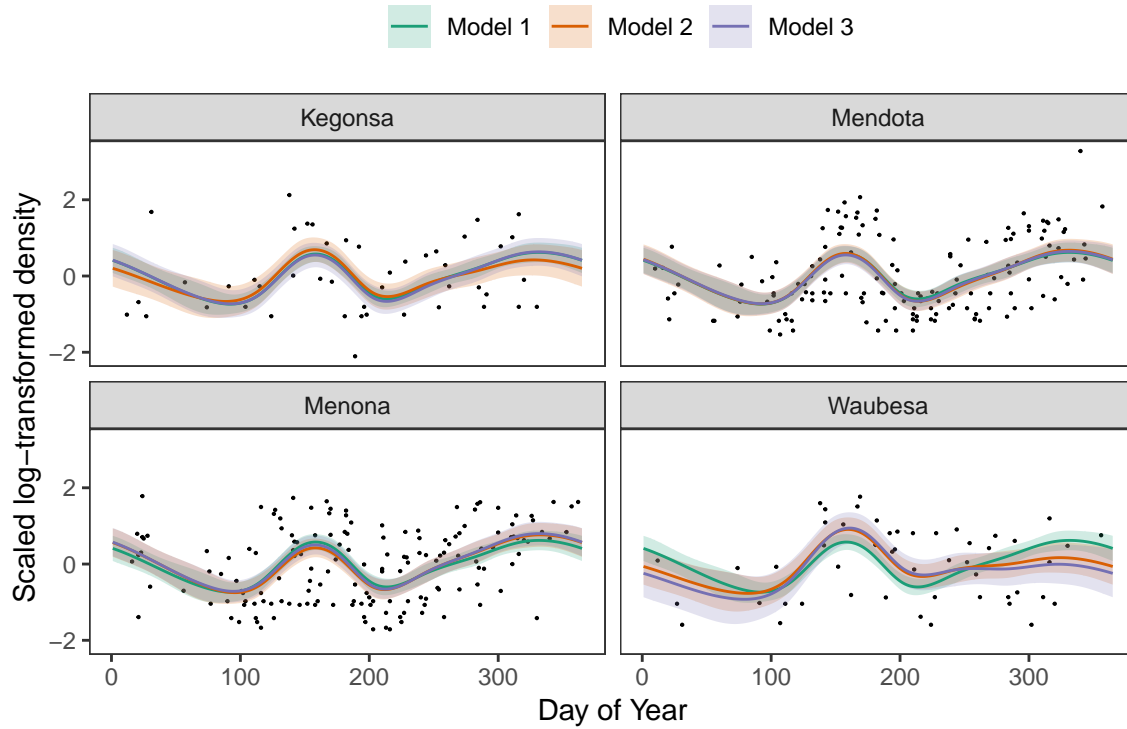 Model 1 Model 2 Model 3
Kegonsa Mendota
2
0
−2
Menona Waubesa
2
0
−2
0 100 200 300 0 100 200 300
Day of Year
Scaled log−transformed density